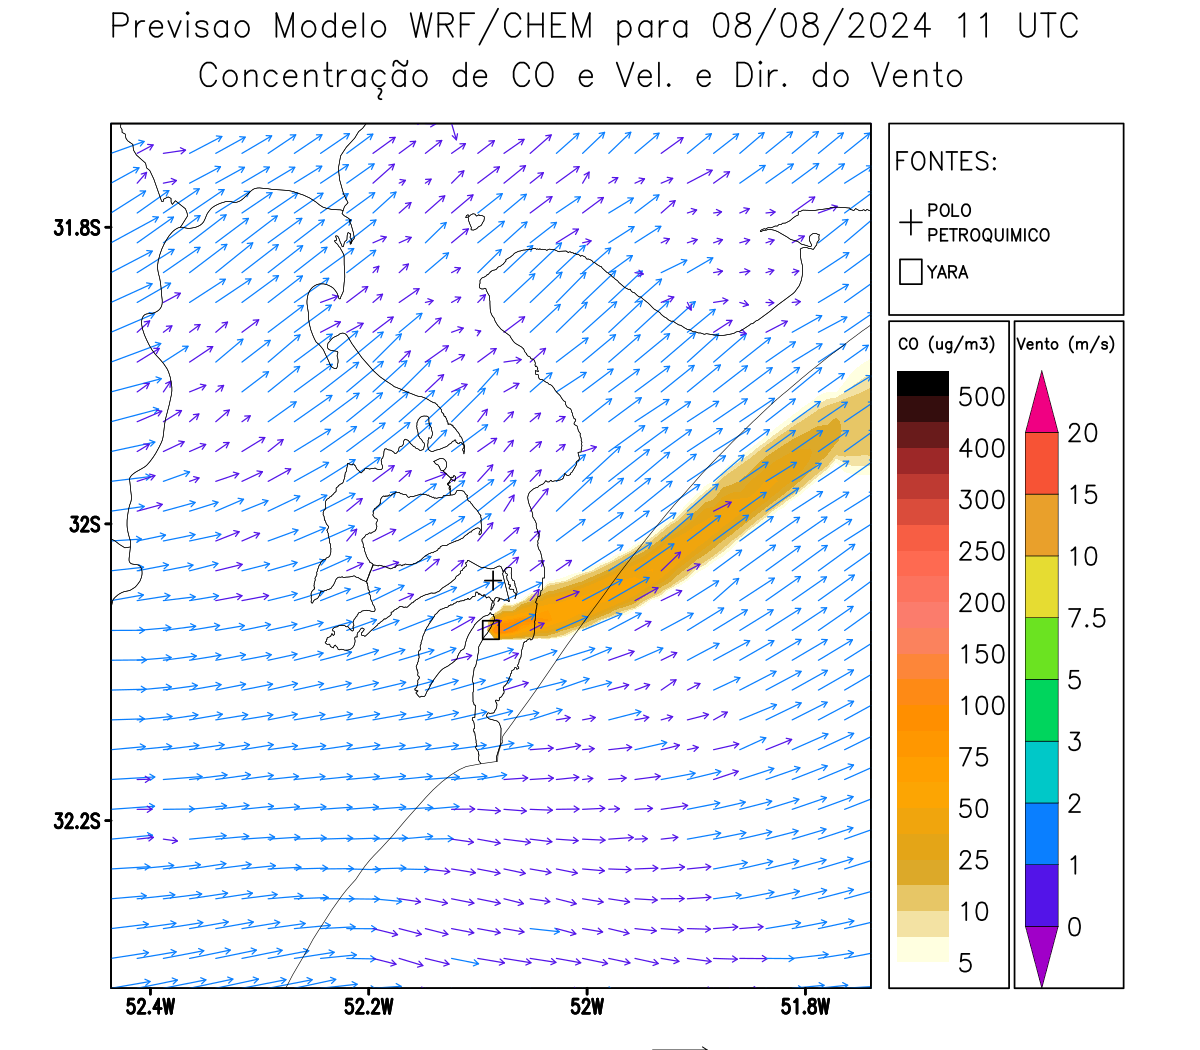 Previsao Modelo WRF/CHEM para 08/08/2024 11 UTC
Concentração de CO e Vel. e Dir. do Vento
FONTES:
POLO
PETROQUIMICO
YARA
CO (ug/m3)
500
400
300
250
200
150
100
75
50
25
10
5
Vento (m/s)
20
15
10
7.5
5
3
2
1
0
31.8S
32S
32.2S
52.4W
52.2W
52W
51.8W